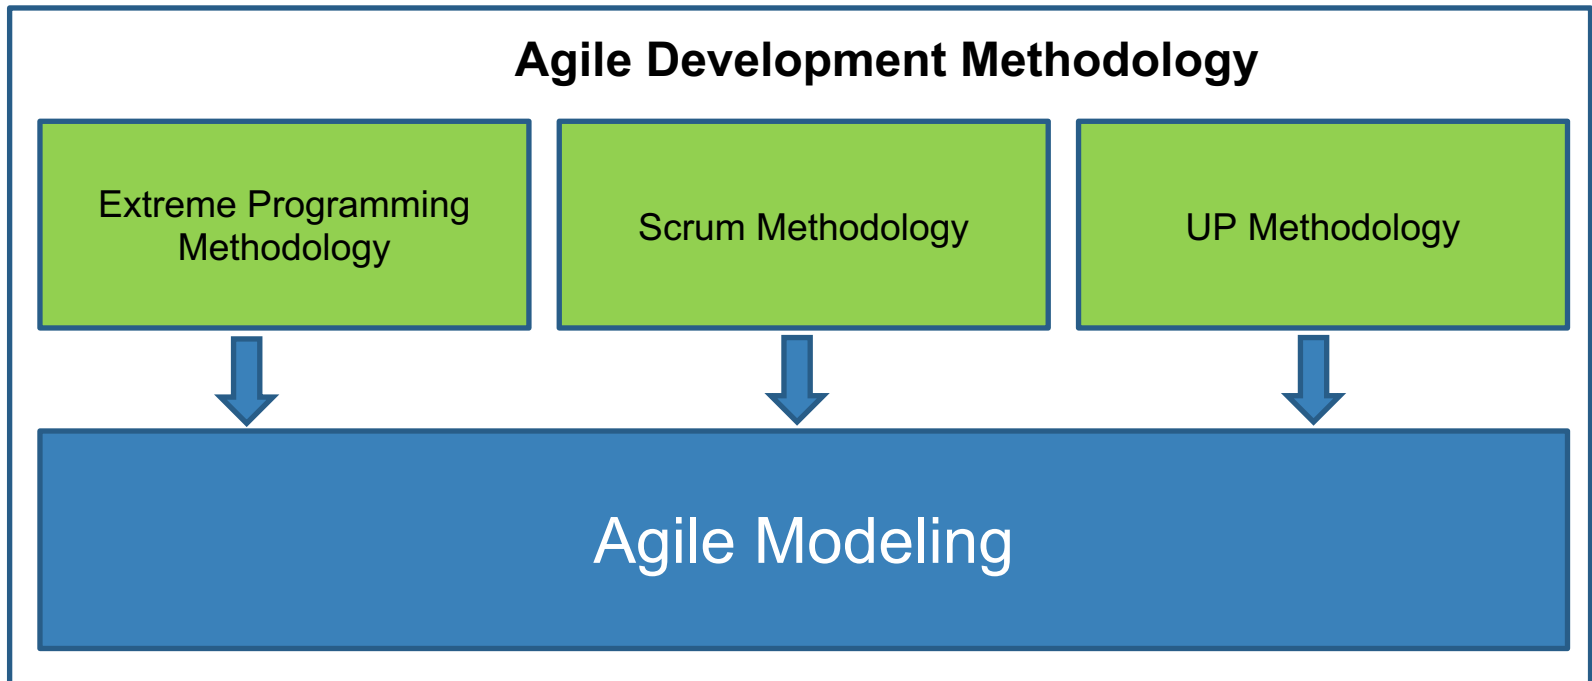 Agile Development Methodology
Extreme Programming
Methodology
Scrum Methodology
UP Methodology
Agile Modeling